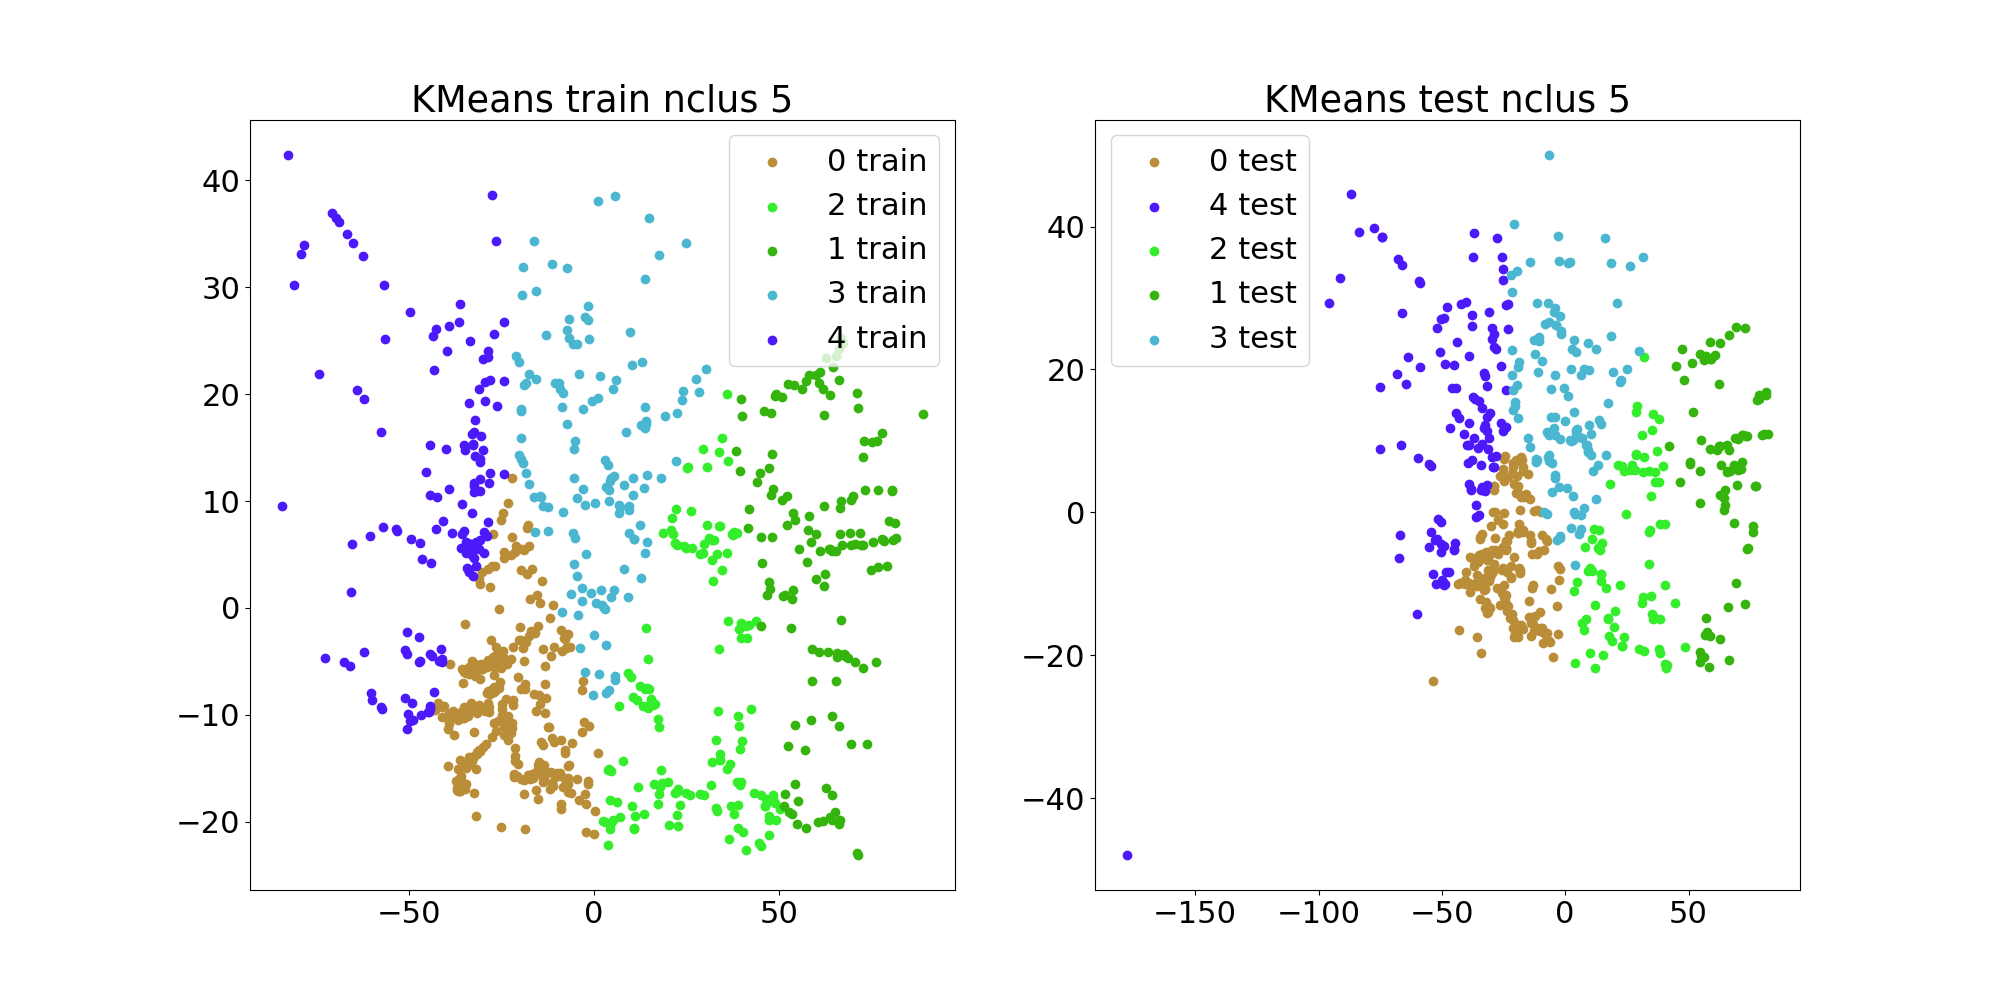 KMeans train nclus 5
40
30
20
10
0
−10
−20
−50
0
50
0 train
2 train
1 train
3 train
4 train
KMeans test nclus 5
40
20
0
−20
−40
−150
−100
−50
0
50
0 test
4 test
2 test
1 test
3 test